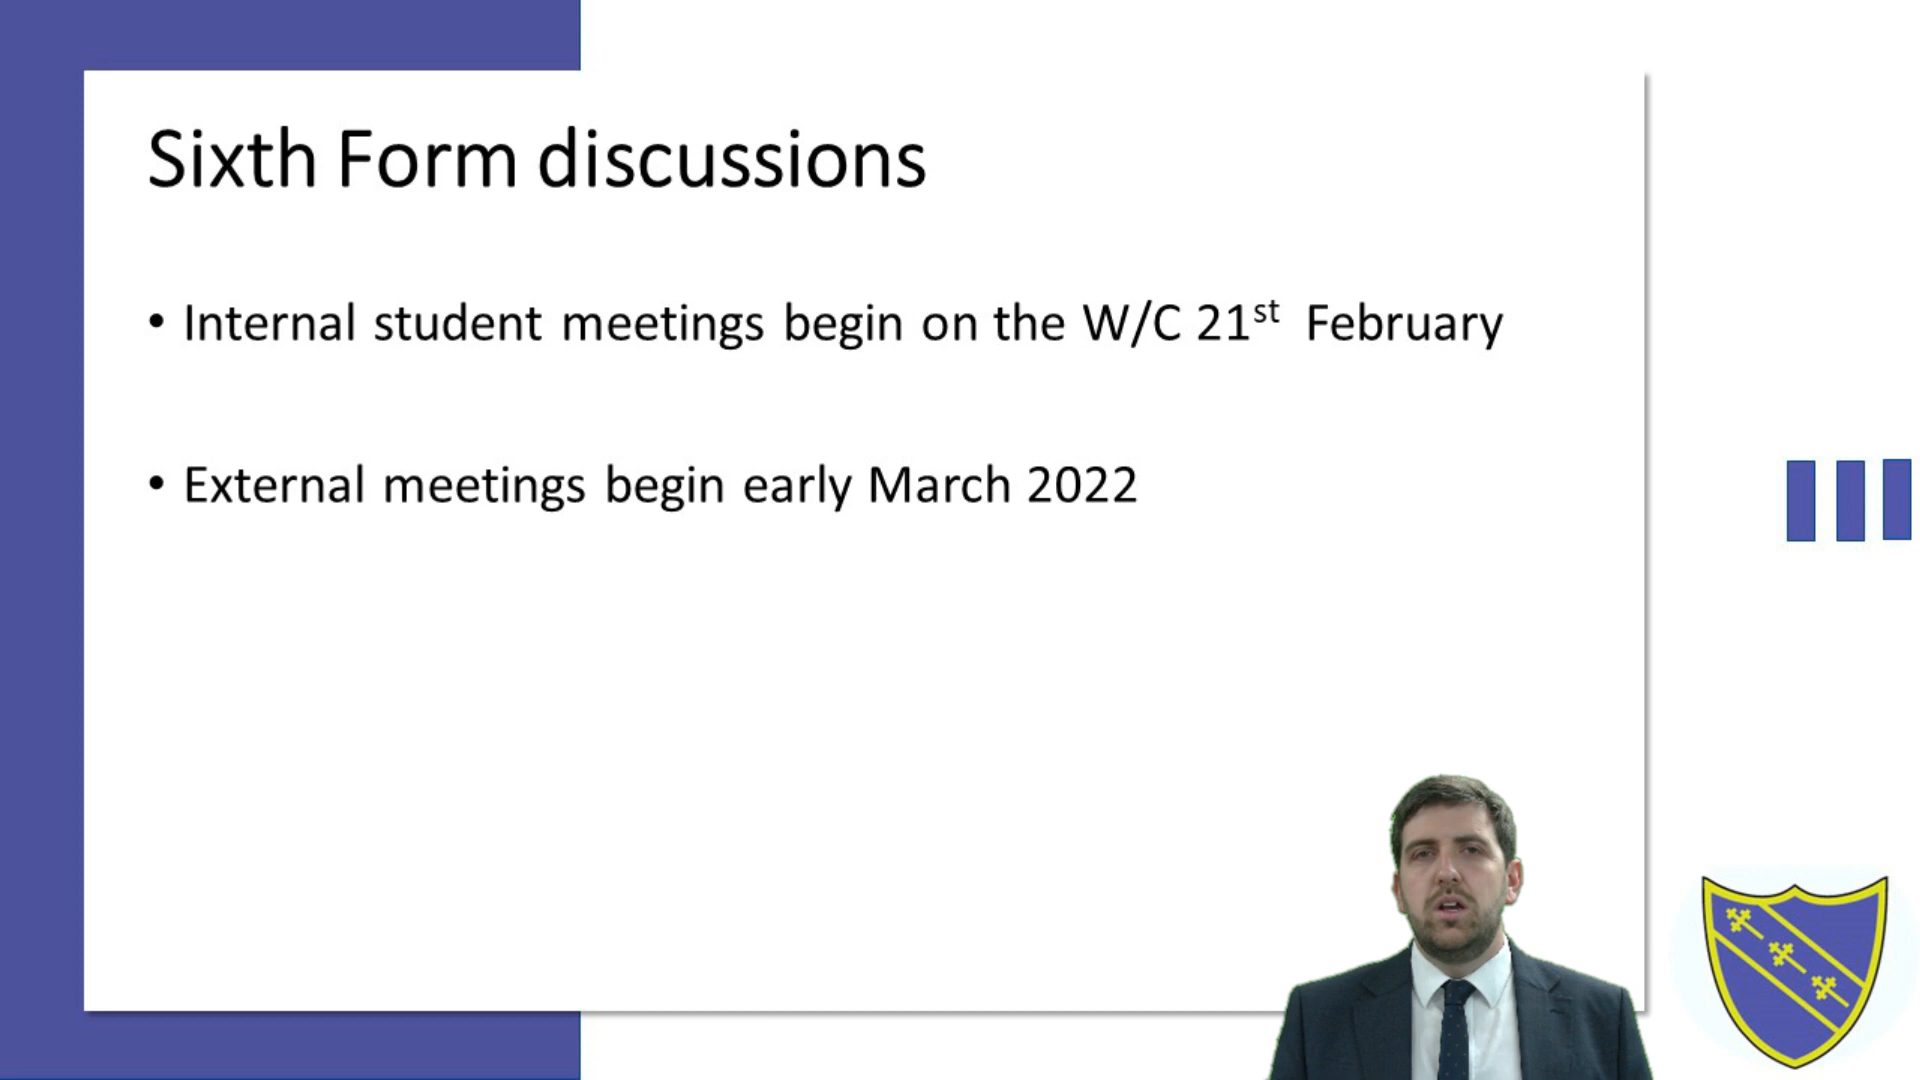 Sixth Form discussions
• Internal student meetings begin on the W/C 21st February
• External meetings begin early March 2022